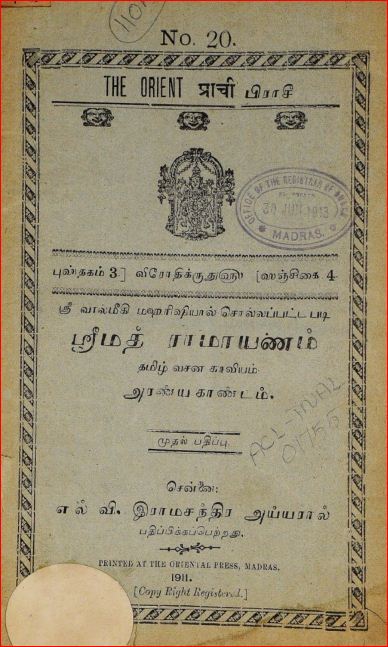 No. 20.
THE ORIENT प्राची பிராசி
OFFICE OF THE REGISTRAR OF BOOKS
30 JUN 1913
MADRAS.
புஸ்தகம் 3] [ஸஞ்சிகை 4
ஸ்ரீ வால்மீகி மஹரிஷியால் சொல்லப்பட்ட படி
ஸ்ரீமத் ராமாயணம்
தமிழ் வசன காவியம்
அரண்ய காண்டம்.
முதல் பதிப்பு.
சென்னை:
எல் வி. இராமசந்திர அய்யரால்
பதிப்பிக்கப்பெற்றது.
PRINTED AT THE ORIENTAL PRESS, MADRAS.
1911.
[Copy Right Registered.]